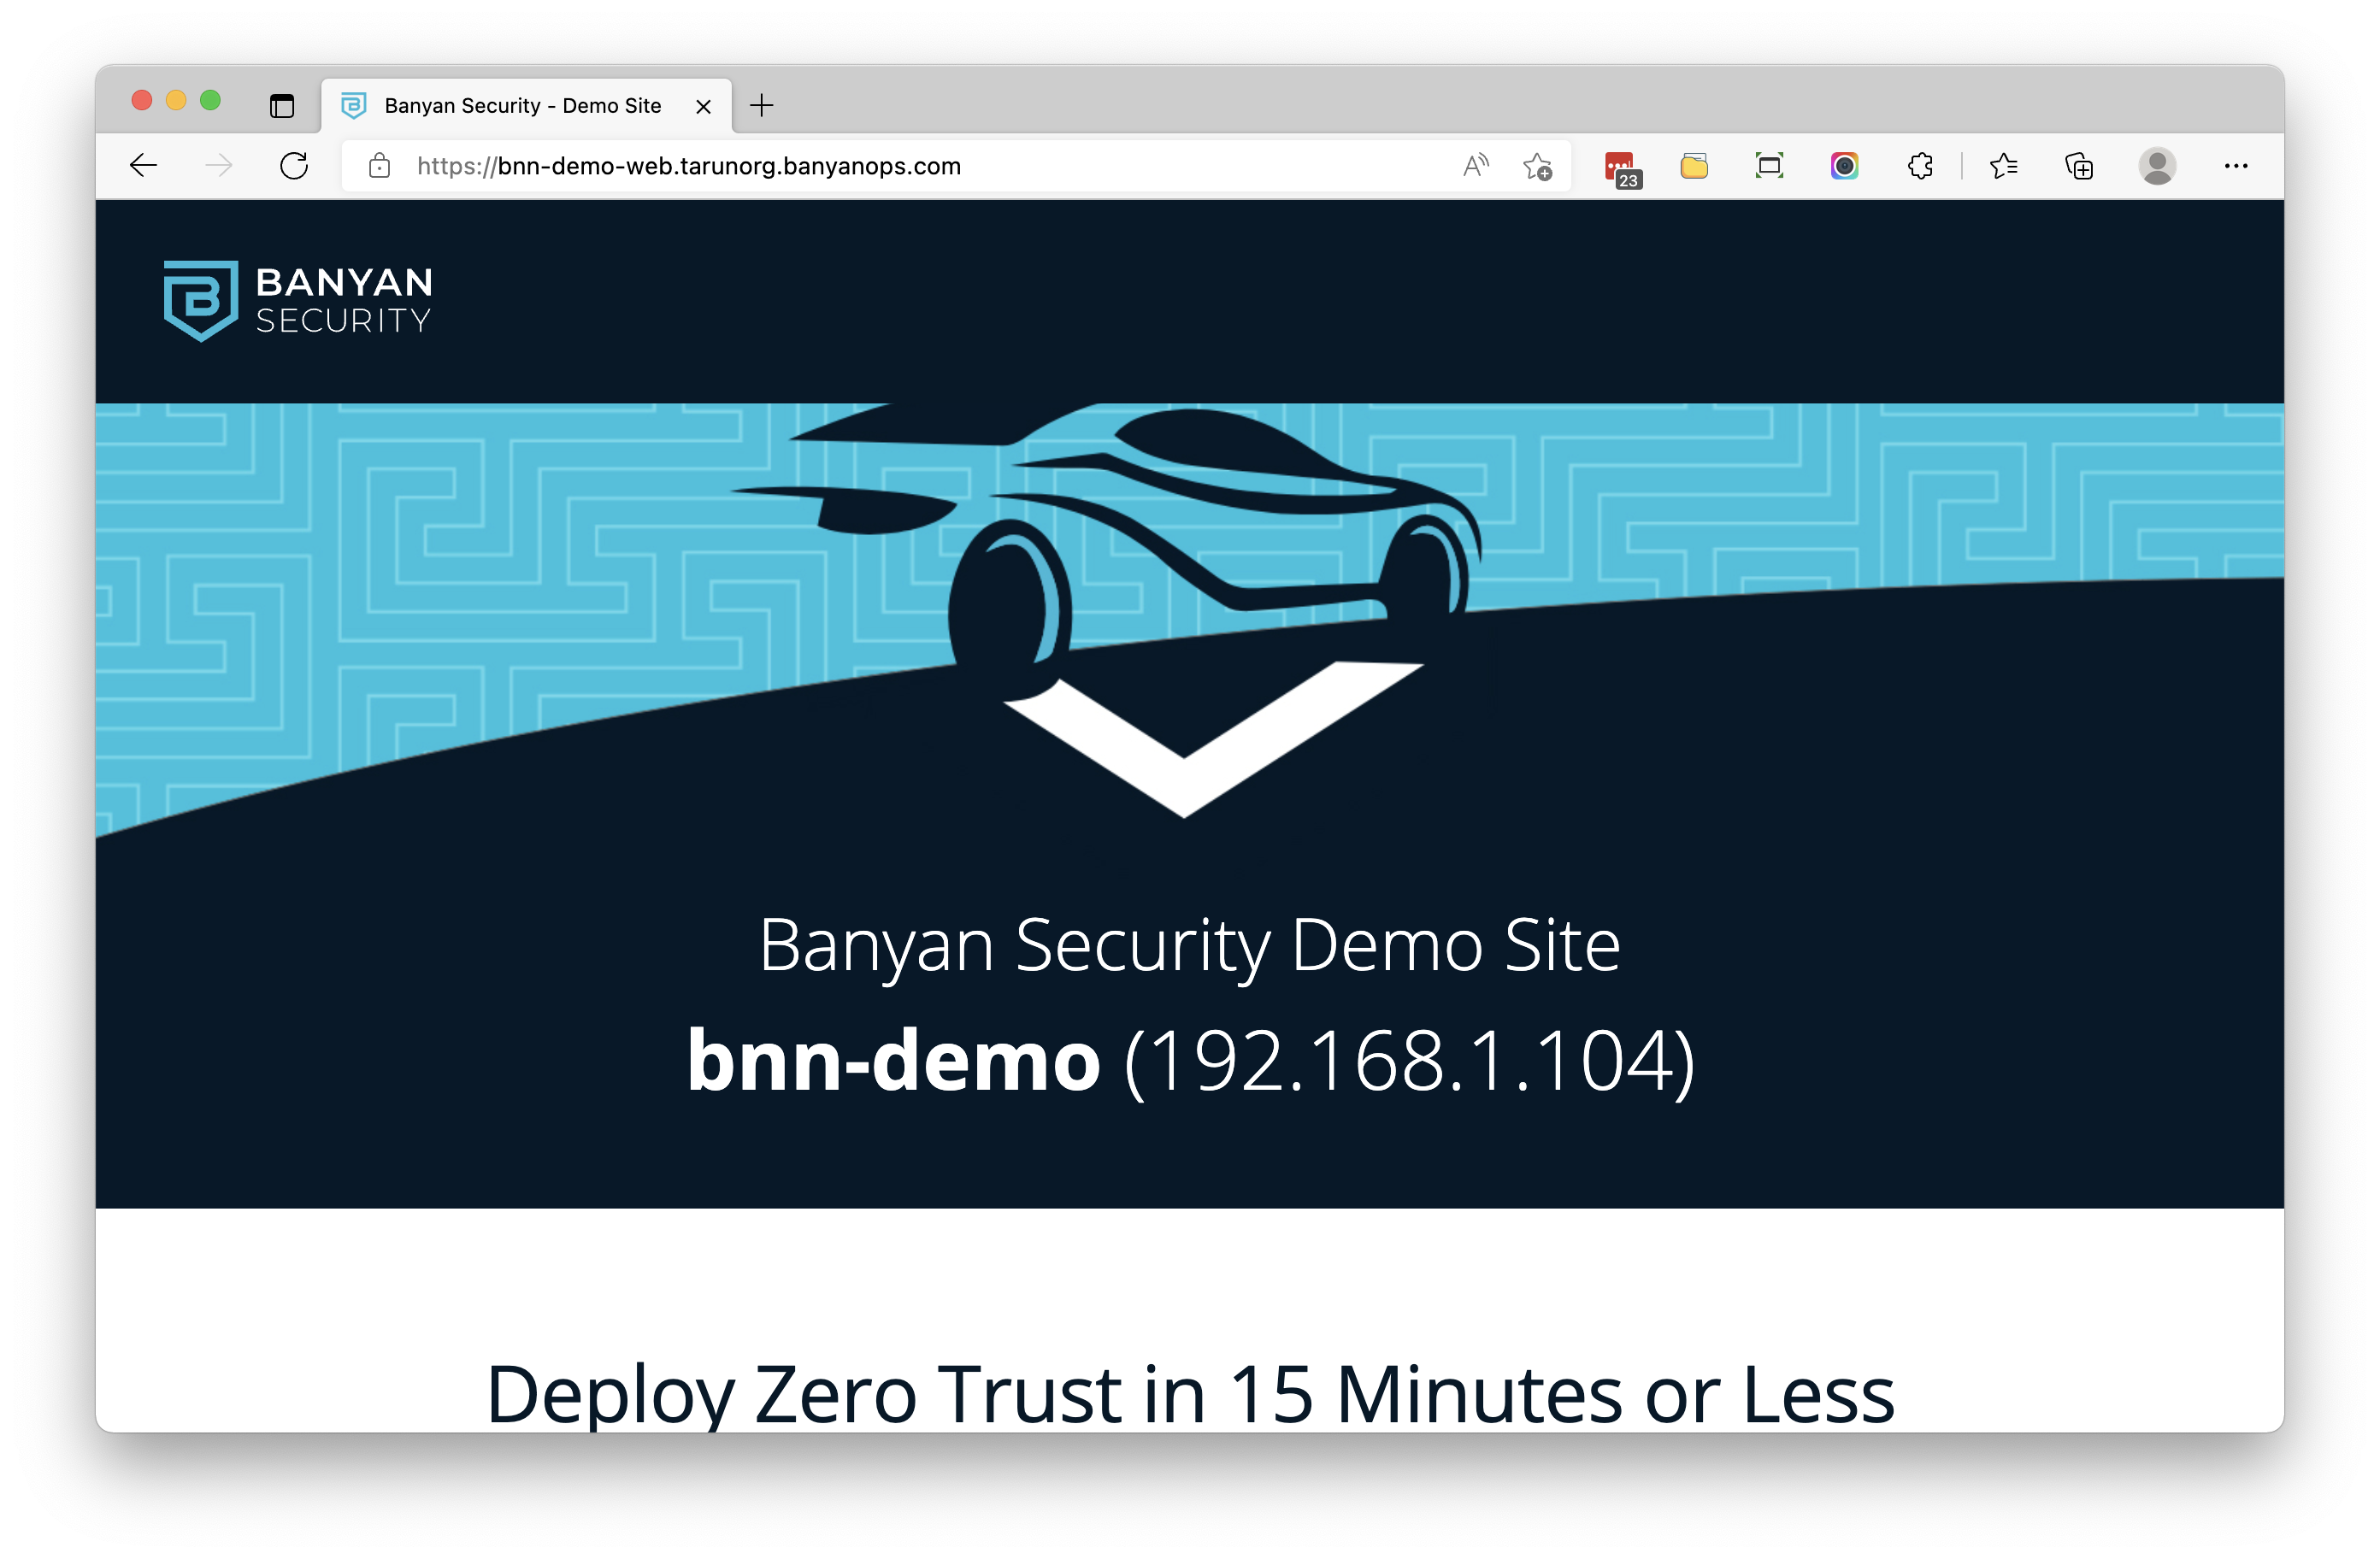 Banyan Security - Demo Site
https://bnn-demo-web.tarunorg.banyanops.com
23
BANYAN
SECURITY
Banyan Security Demo Site
bnn-demo (192.168.1.104)
Deploy Zero Trust in 15 Minutes or Less